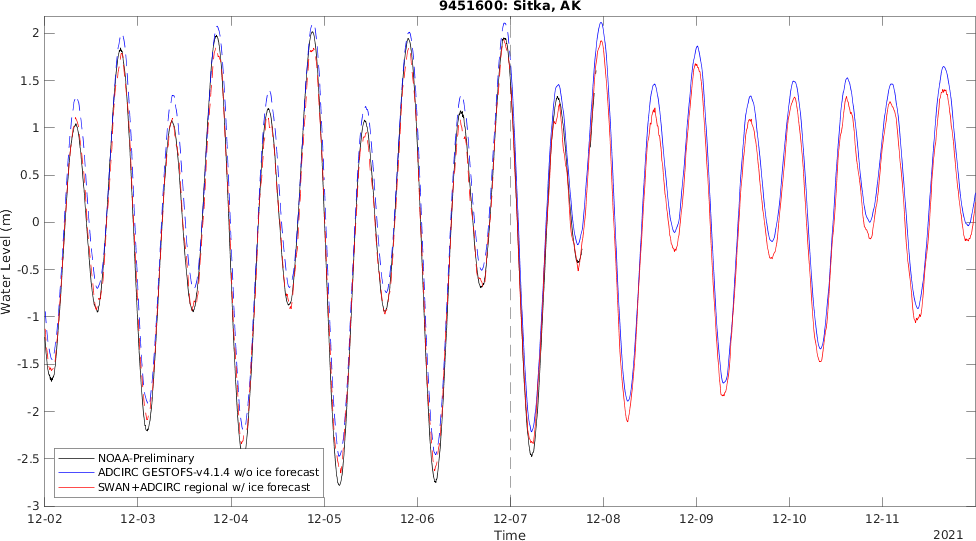 9451600: Sitka, AK
Water Level (m)
2
1.5
1
0.5
0
-0.5
-1
-1.5
-2
-2.5
-3
NOAA-Preliminary
ADCIRC GESTOFS-v4.1.4 w/o ice forecast
SWAN+ADCIRC regional w/ ice forecast
12-02 12-03 12-04 12-05 12-06 12-07 12-08 12-09 12-10 12-11
Time
2021